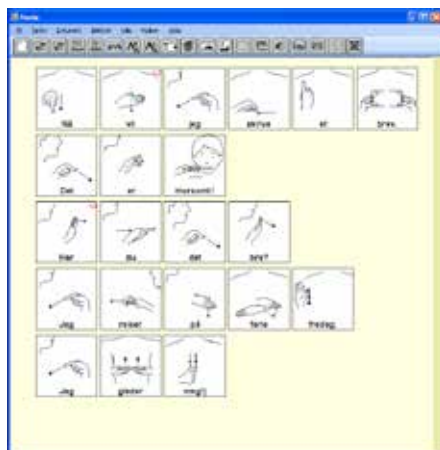 Nå vil jeg skrive et brev.
Det er morsomt!
Har du det bra?
Jeg reiser på ferie fredag.
Jeg gleder meg!